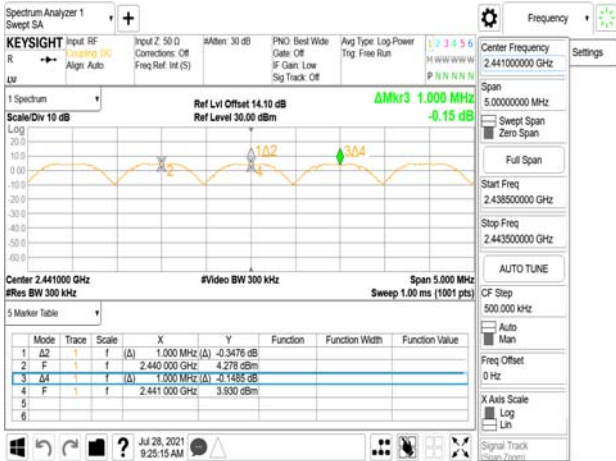 Spectrum Analyzer 1
Swept SA
+
Frequency
KEYSIGHT
R
Input: RF
Coupling: DC
Align: Auto
Input Z: 50 Ω
Corrections: Off
Freq Ref: Int (S)
#Atten: 30 dB
PNO: Best Wide
Gate: Off
IF Gain: Low
Sig Track: Off
Avg Type: Log-Power
Trig: Free Run
1 2 3 4 5 6
M W W W W W
P N N N N N
1 Spectrum
Scale/Div 10 dB
Ref Lvl Offset 14.10 dB
Ref Level 30.00 dBm
ΔMkr3 1.000 MHz
-0.15 dB
Log
20.0
10.0
0.00
-10.0
-20.0
-30.0
-40.0
-50.0
-60.0
2
1Δ2
4
3Δ4
Center 2.441000 GHz
#Res BW 300 kHz
#Video BW 300 kHz
Span 5.000 MHz
Sweep 1.00 ms (1001 pts)
5 Marker Table
Mode Trace Scale X Y Function Function Width Function Value
1 Δ2 1 f (Δ) 1.000 MHz (Δ) -0.3476 dB
2 F 1 f 2.440 000 GHz 4.278 dBm
3 Δ4 1 f (Δ) 1.000 MHz (Δ) -0.1485 dB
4 F 1 f 2.441 000 GHz 3.930 dBm
5
6
?
Jul 28, 2021
9:25:15 AM
Center Frequency
2.441000000 GHz
Settings
Span
5.00000000 MHz
Swept Span
Zero Span
Full Span
Start Freq
2.438500000 GHz
Stop Freq
2.443500000 GHz
AUTO TUNE
CF Step
500.000 kHz
Auto
Man
Freq Offset
0 Hz
X Axis Scale
Log
Lin
Signal Track
(Span Zoom)